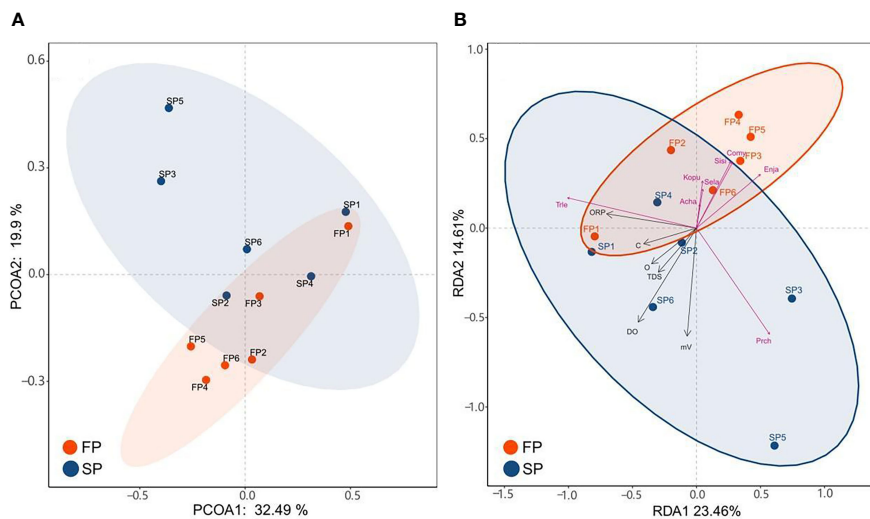 A
0.6
0.3
0.0
−0.3
PCOA2: 19.9 %
SP5
SP3
SP1
FP1
SP6
SP4
SP2
FP3
FP5
FP6
FP2
FP4
FP
SP
−0.5
0.0
0.5
PCOA1: 32.49 %
B
1.0
0.5
0.0
−0.5
−1.0
RDA2 14.61%
FP4
FP5
FP2
FP3
Sisi
Enja
Kopu
Sela
FP6
SP4
Acha
Trle
ORP
FP1
SP1
C
SP2
O
TDS
SP6
SP3
DO
mV
Prch
SP5
FP
SP
−1.5
−1.0
−0.5
0.0
0.5
1.0
RDA1 23.46%